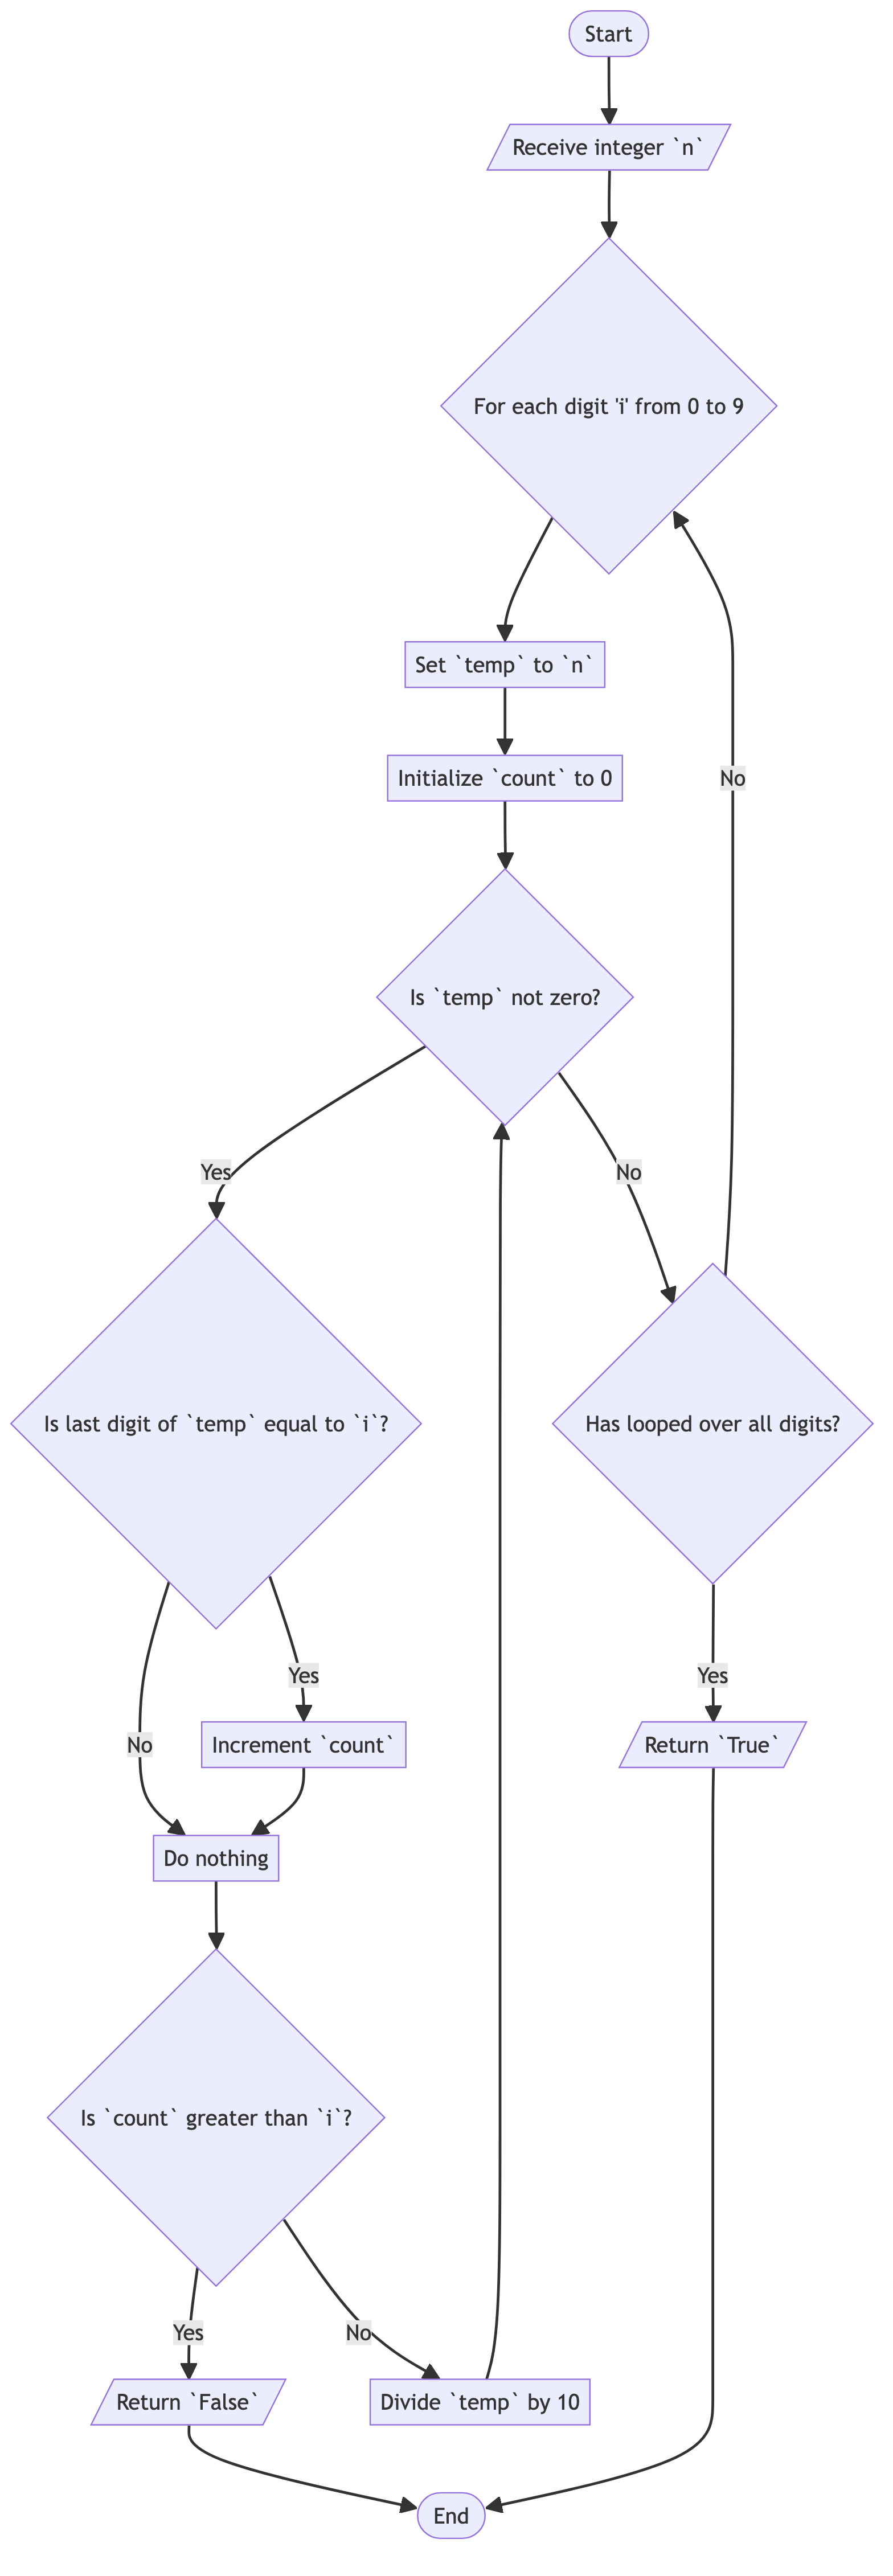 Start
Receive integer `n`
For each digit 'i' from 0 to 9
Set `temp` to `n`
Initialize `count` to 0
No
Is `temp` not zero?
Yes
No
Is last digit of `temp` equal to `i`?
Has looped over all digits?
Yes
Yes
No
Increment `count`
Return `True`
Do nothing
Is `count` greater than `i`?
Yes
No
Return `False`
Divide `temp` by 10
End